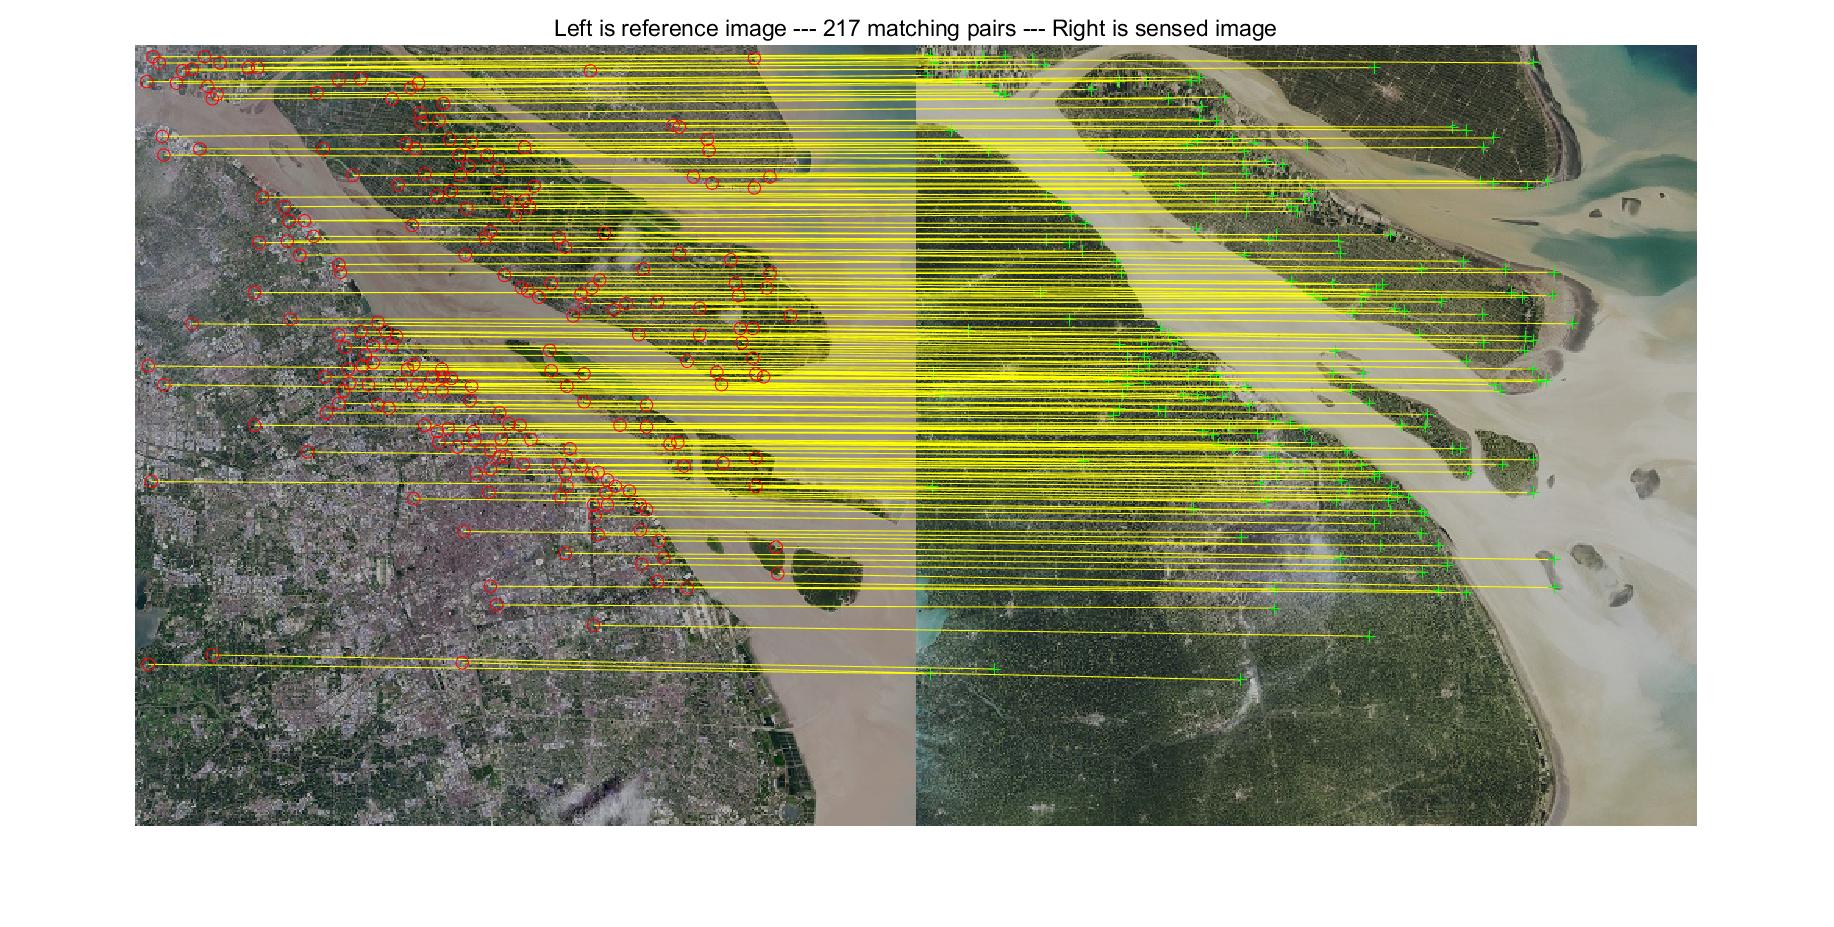 Left is reference image --- 217 matching pairs --- Right is sensed image